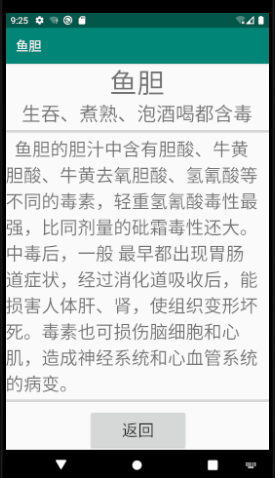 9:25
鱼胆
鱼胆
生吞、煮熟、泡酒喝都含毒
鱼胆的胆汁中含有胆酸、牛黄
胆酸、牛黄去氧胆酸、氢氰酸等
不同的毒素，轻重氢氰酸毒性最
强，比同剂量的砒霜毒性还大。
中毒后，一般 最早都出现胃肠
道症状，经过消化道吸收后，能
损害人体肝、肾，使组织变形坏
死。毒素也可损伤脑细胞和心
肌，造成神经系统和心血管系统
的病变。
返回